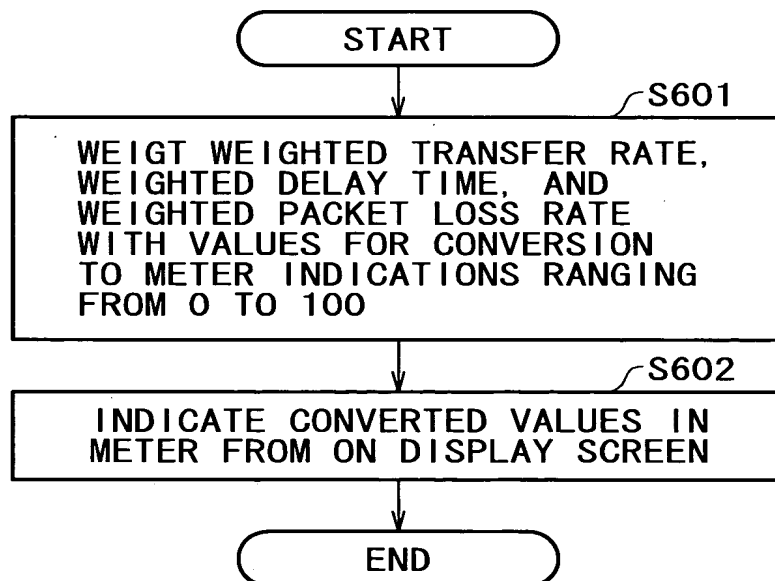 START
S601
WEIGT WEIGHTED TRANSFER RATE,
WEIGHTED DELAY TIME, AND
WEIGHTED PACKET LOSS RATE
WITH VALUES FOR CONVERSION
TO METER INDICATIONS RANGING
FROM 0 TO 100
S602
INDICATE CONVERTED VALUES IN
METER FROM ON DISPLAY SCREEN
END